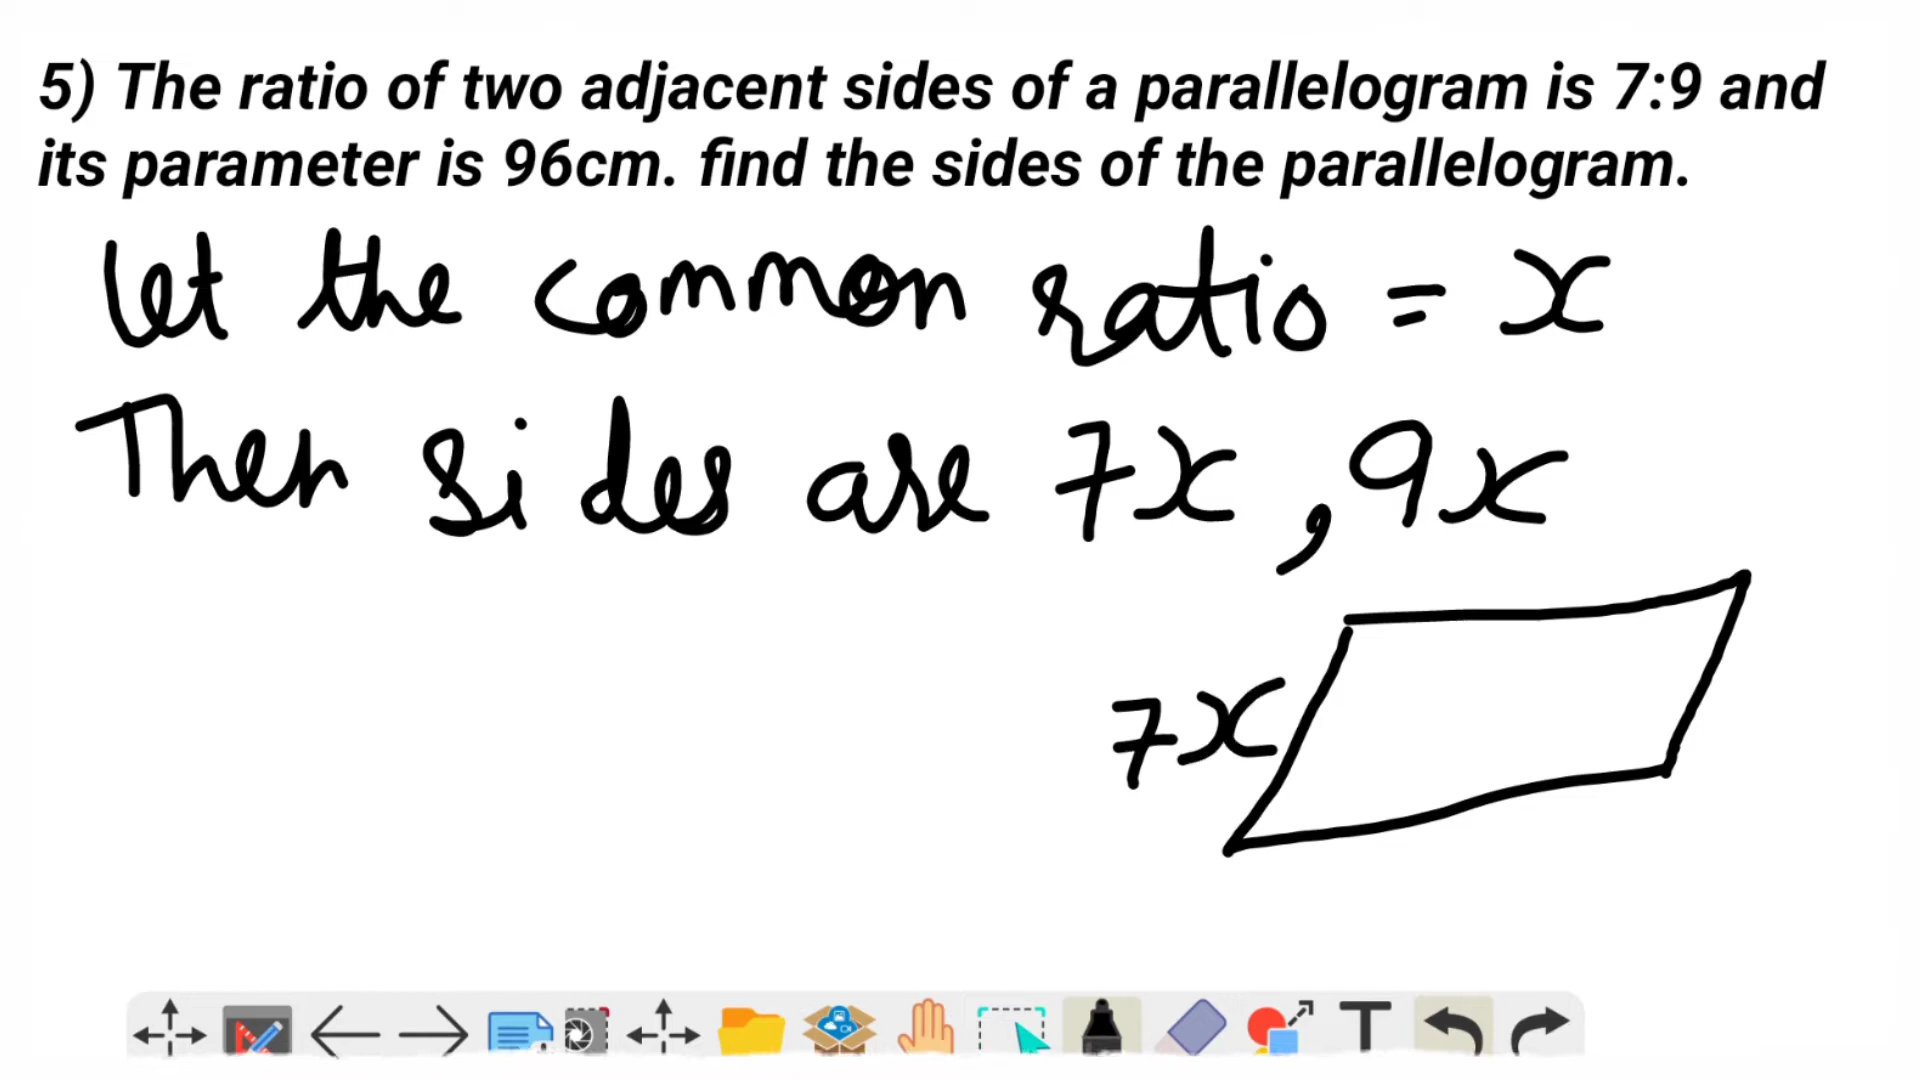 5) The ratio of two adjacent sides of a parallelogram is 7:9 and
its parameter is 96cm. find the sides of the parallelogram.
Let the common ratio = x
Then sides are 7x, 9x
7x
T